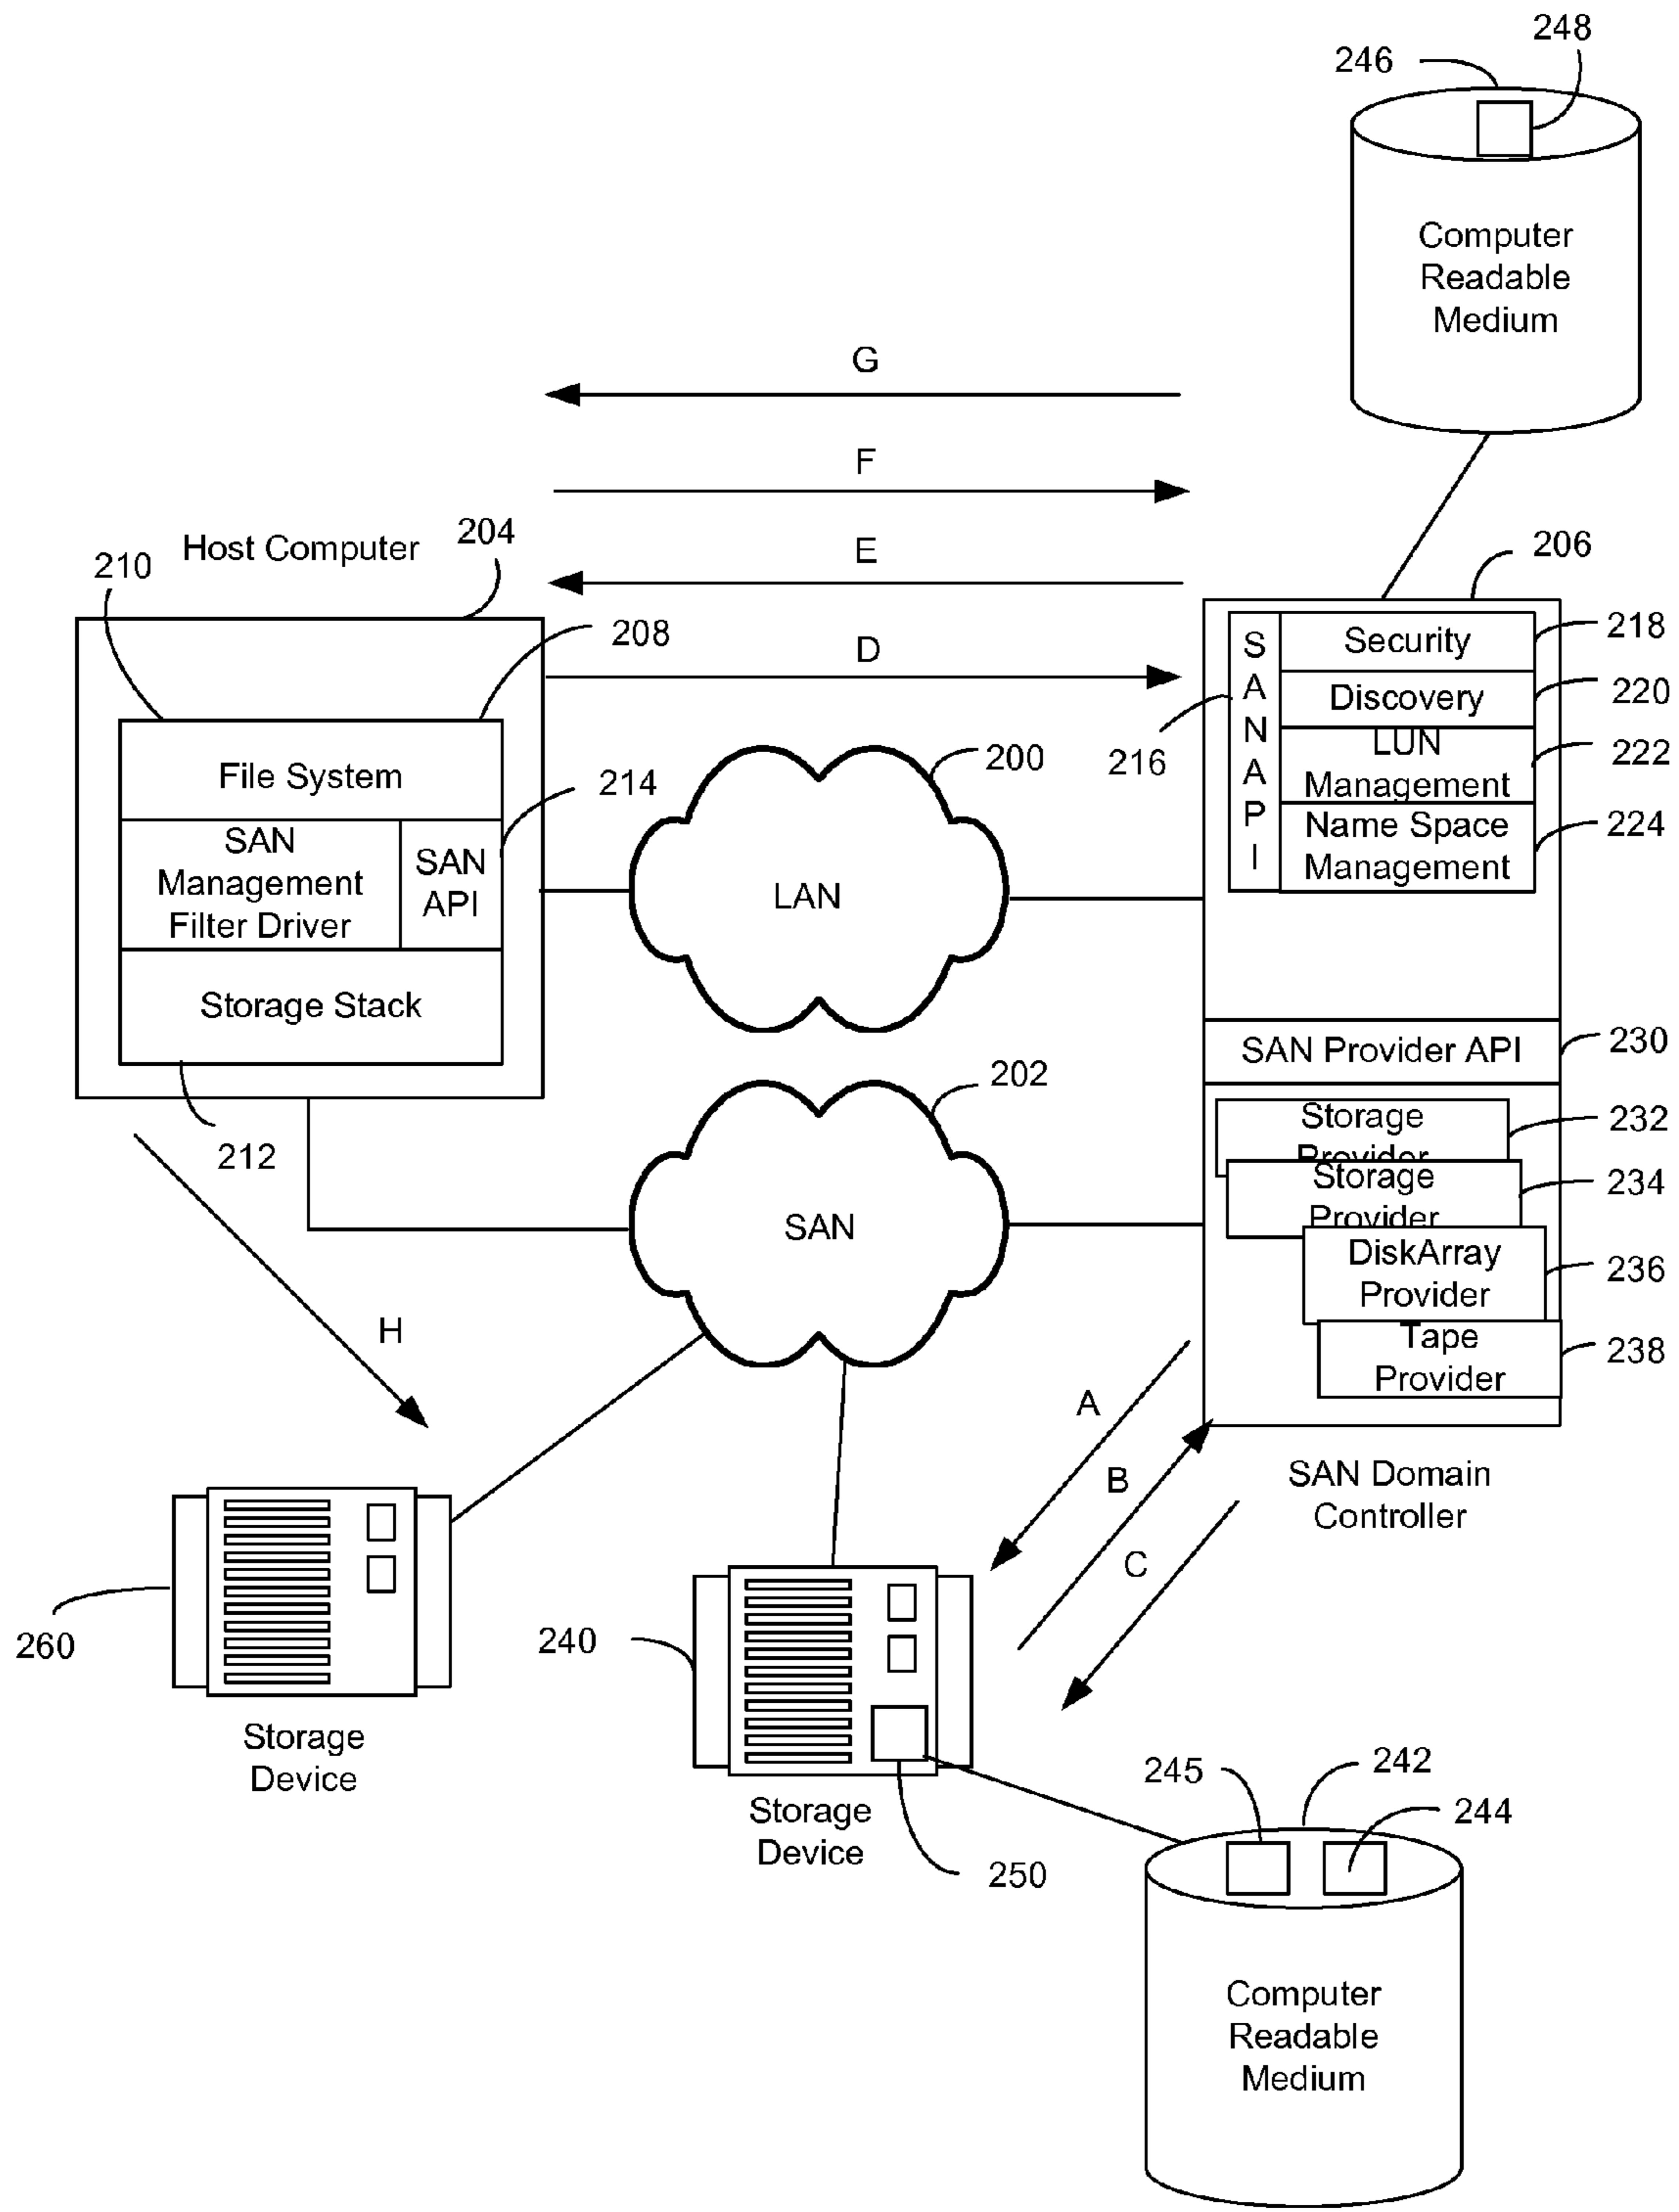 248
246
Computer
Readable
Medium
G
F
E
D
Host Computer
204
210
208
206
File System
SAN
Management
Filter Driver
SAN
API
214
Storage Stack
212
200
LAN
202
SAN
S
A
N
A
P
I
216
Security
218
Discovery
220
LUN
Management
222
Name Space
Management
224
SAN Provider API
230
Storage
Provider
232
Storage
Provider
234
DiskArray
Provider
236
Tape
Provider
238
H
A
B
C
SAN Domain
Controller
260
Storage
Device
240
Storage
Device
250
245
242
244
Computer
Readable
Medium